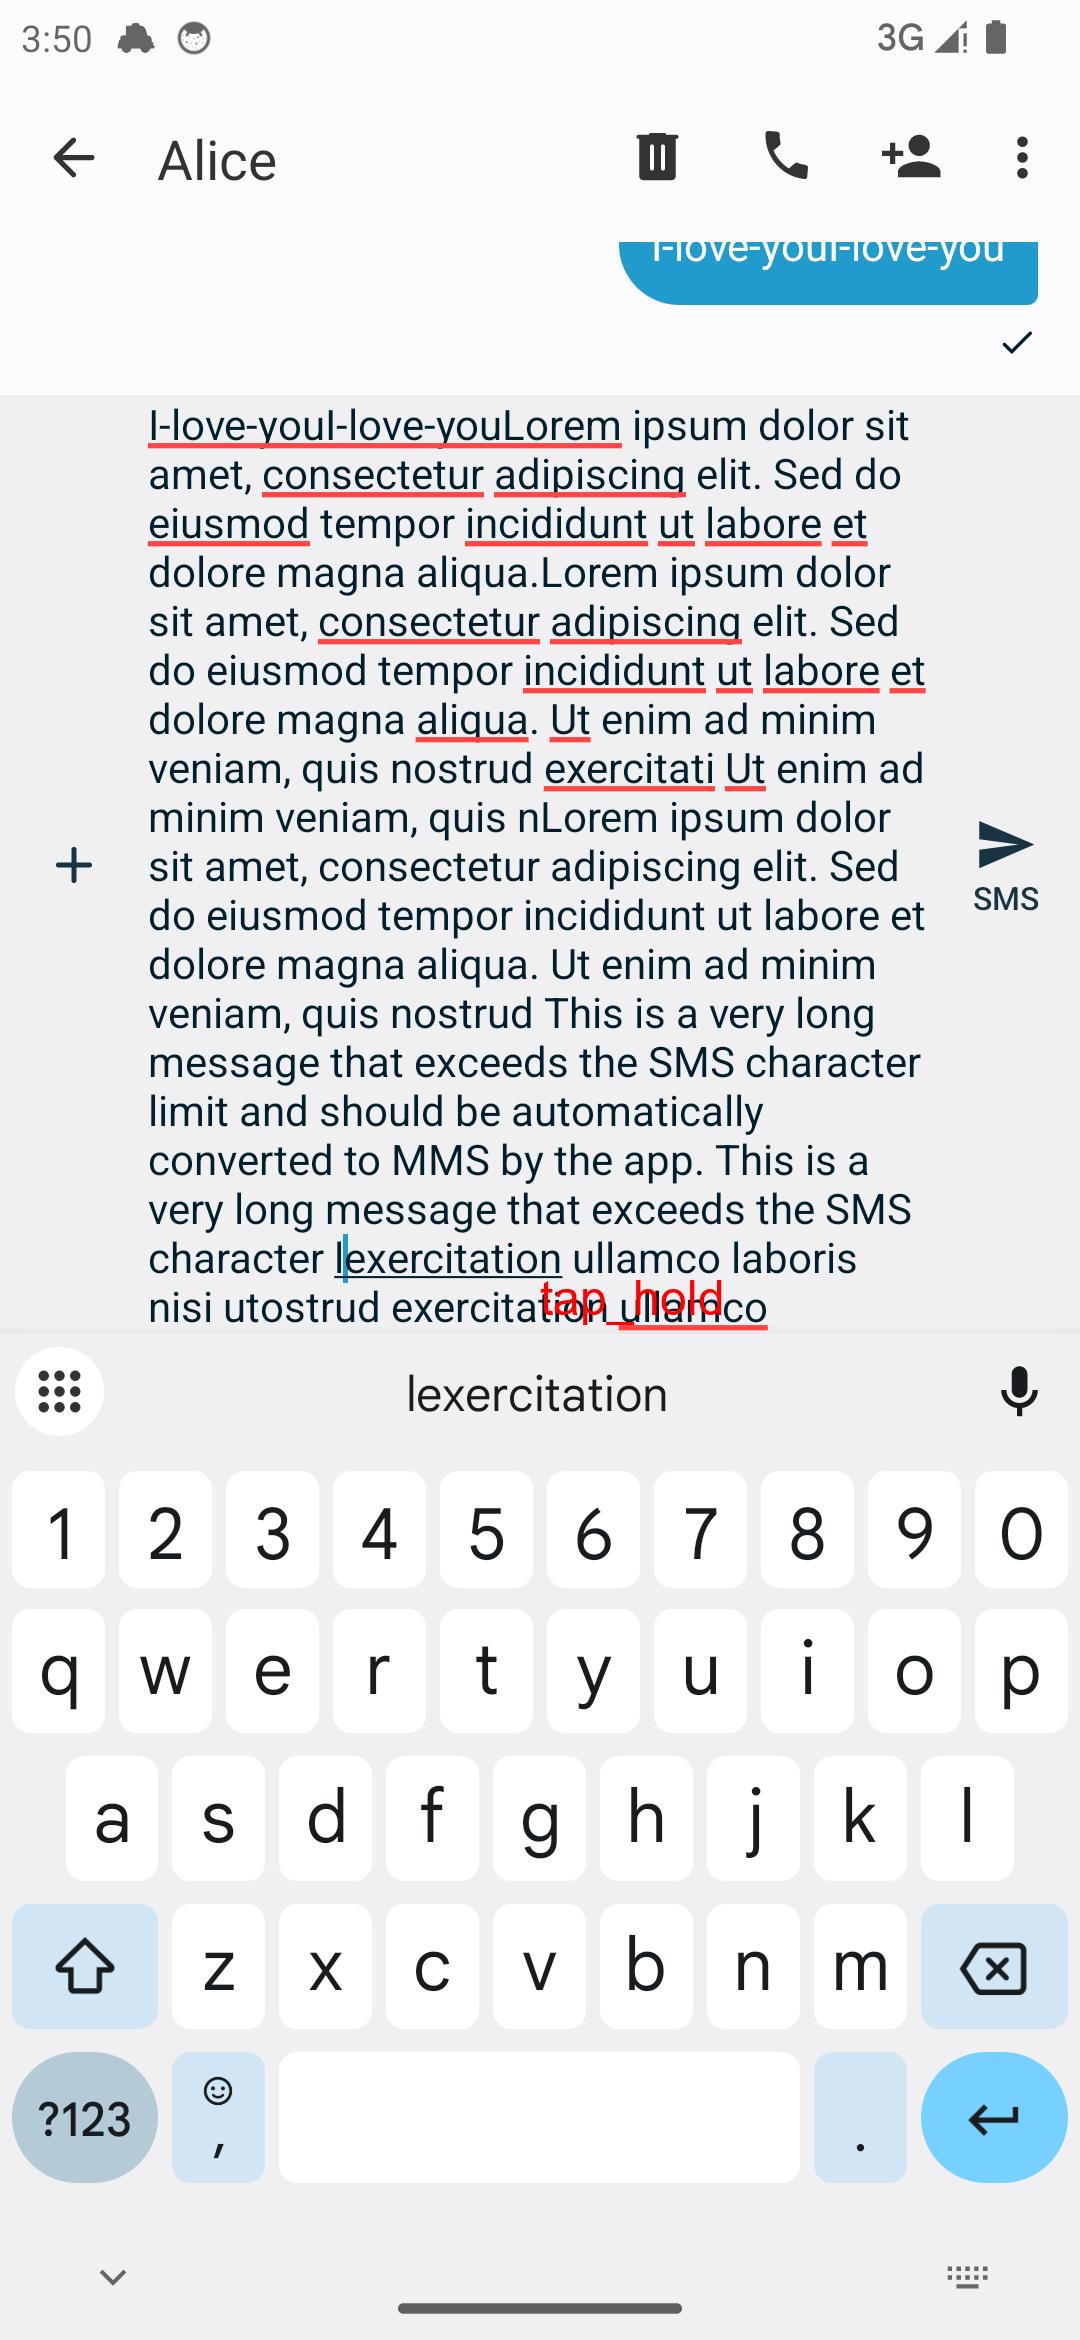 3:50
3G
Alice
I-love-youI-love-you
I-love-youI-love-youLorem ipsum dolor sit
amet, consectetur adipiscing elit. Sed do
eiusmod tempor incididunt ut labore et
dolore magna aliqua.Lorem ipsum dolor
sit amet, consectetur adipiscing elit. Sed
do eiusmod tempor incididunt ut labore et
dolore magna aliqua. Ut enim ad minim
veniam, quis nostrud exercitati Ut enim ad
minim veniam, quis nLorem ipsum dolor
sit amet, consectetur adipiscing elit. Sed
do eiusmod tempor incididunt ut labore et
dolore magna aliqua. Ut enim ad minim
veniam, quis nostrud This is a very long
message that exceeds the SMS character
limit and should be automatically
converted to MMS by the app. This is a
very long message that exceeds the SMS
character lexercitation ullamco laboris
nisi utostrud exercitation ullamco
SMS
tap_hold
lexercitation
1 2 3 4 5 6 7 8 9 0
q w e r t y u i o p
a s d f g h j k l
z x c v b n m
?123 , .